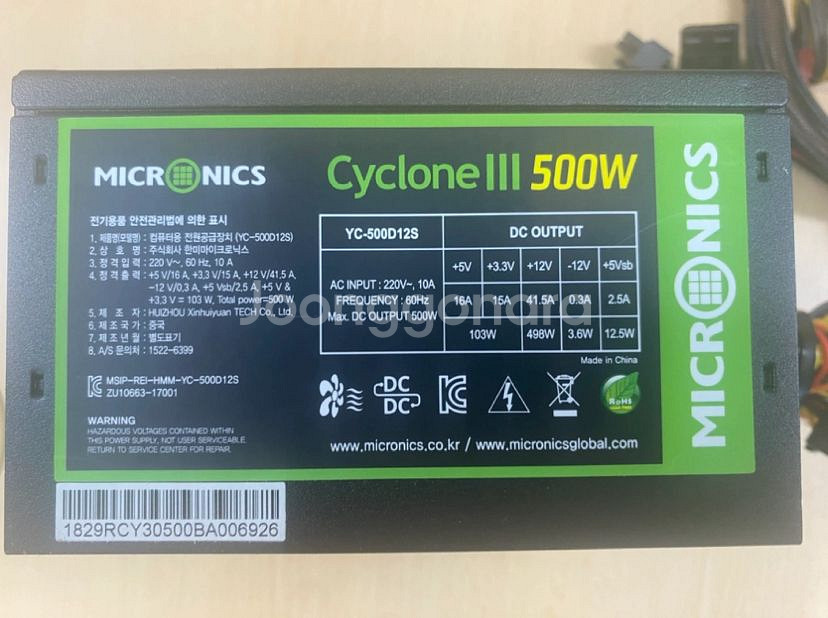 MICRONICS
Cyclone III 500W
전기용품 안전관리법에 의한 표시
1. 제품명(모델명) : 컴퓨터용 전원공급장치 (YC-500D12S)
2. 상 호 명 : 주식회사 한미마이크로닉스
3. 정 격 입 력 : 220 V~, 60 Hz, 10 A
4. 정 격 출 력 : +5 V/16 A, +3.3 V/15 A, +12 V/41.5 A,
-12 V/0.3 A, +5 Vsb/2.5 A, +5 V &
+3.3 V = 103 W, Total power=500 W
5. 제 조 자 : HUIZHOU Xinhuiyuan TECH Co., Ltd.
6. 제 조 국 가 : 중국
7. 제 조 년 월 : 별도표기
8. A/S 문의처 : 1522-6399
MSIP-REI-HMM-YC-500D12S
ZU10663-17001
WARNING
HAZARDOUS VOLTAGES CONTAINED WITHIN
THIS POWER SUPPLY, NOT USER SERVICEABLE.
RETURN TO SERVICE CENTER FOR REPAIR.
YC-500D12S DC OUTPUT
AC INPUT : 220V~, 10A
FREQUENCY : 60Hz
Max. DC OUTPUT 500W
+5V +3.3V +12V -12V +5Vsb
16A 15A 41.5A 0.3A 2.5A
103W 498W 3.6W 12.5W
Made in China
DC
DC
RoHS
www.micronics.co.kr / www.micronicsglobal.com
MICRONICS
1829RCY30500BA006926
Joonggonara